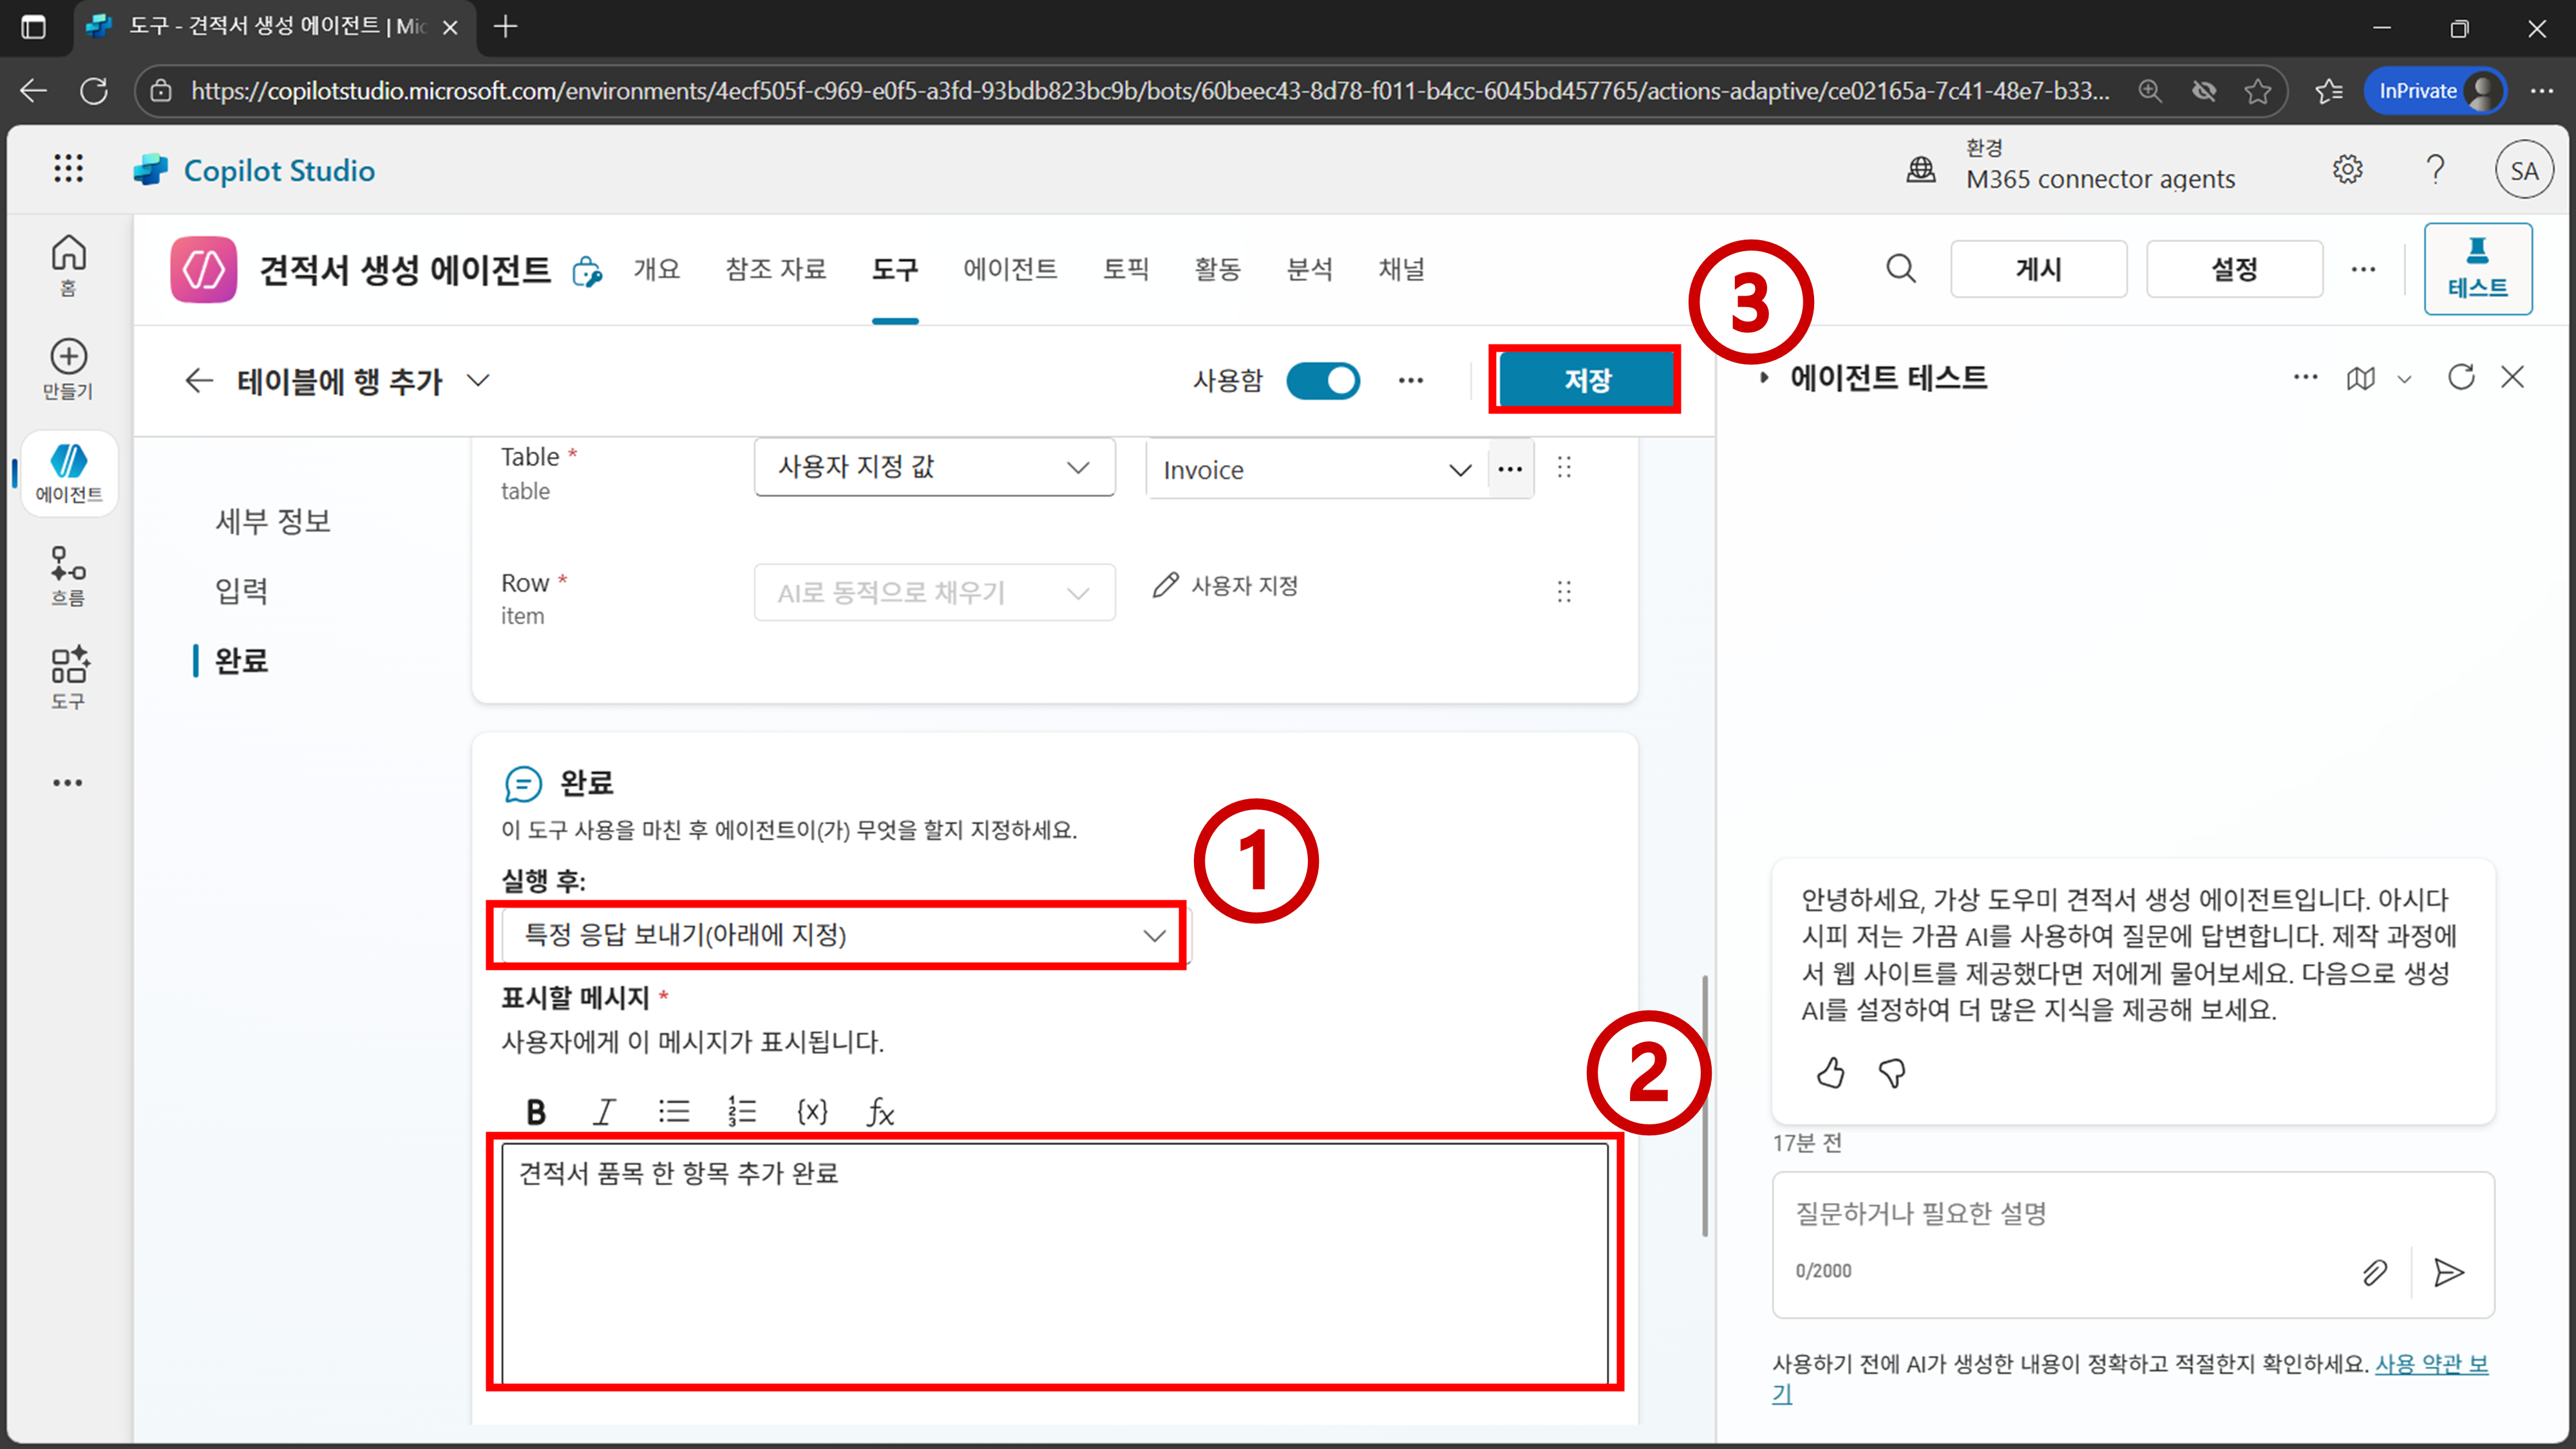 도구 - 견적서 생성 에이전트 | Mic
https://copilotstudio.microsoft.com/environments/4ecf505f-c969-e0f5-a3fd-93bdb823bc9b/bots/60beec43-8d78-f011-b4cc-6045bd457765/actions-adaptive/ce02165a-7c41-48e7-b33...
InPrivate
Copilot Studio
환경
M365 connector agents
SA
홈
만들기
에이전트
흐름
도구
견적서 생성 에이전트
개요
참조 자료
도구
에이전트
토픽
활동
분석
채널
게시
설정
테스트
테이블에 행 추가
사용함
저장
3
세부 정보
입력
완료
Table *
table
사용자 지정 값
Invoice
Row *
item
AI로 동적으로 채우기
사용자 지정
완료
이 도구 사용을 마친 후 에이전트이(가) 무엇을 할지 지정하세요.
1
실행 후:
특정 응답 보내기(아래에 지정)
표시할 메시지 *
사용자에게 이 메시지가 표시됩니다.
2
B I {x} fx
견적서 품목 한 항목 추가 완료
에이전트 테스트
안녕하세요, 가상 도우미 견적서 생성 에이전트입니다. 아시다
시피 저는 가끔 AI를 사용하여 질문에 답변합니다. 제작 과정에
서 웹 사이트를 제공했다면 저에게 물어보세요. 다음으로 생성
AI를 설정하여 더 많은 지식을 제공해 보세요.
17분 전
질문하거나 필요한 설명
0/2000
사용하기 전에 AI가 생성한 내용이 정확하고 적절한지 확인하세요. 사용 약관 보
기